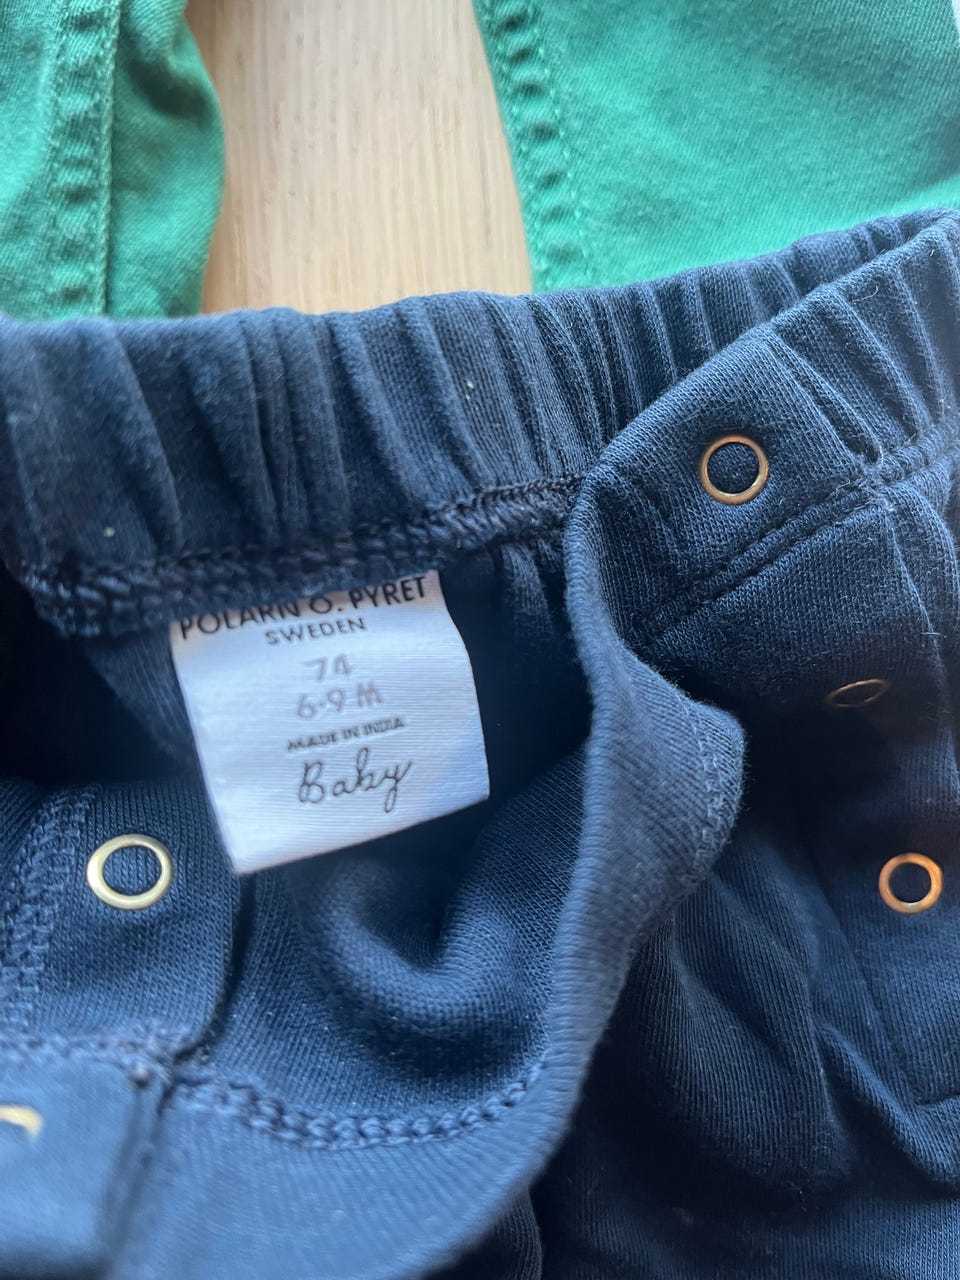 POLARN O. PYRET
SWEDEN
74
6-9 M
MADE IN INDIA
Baby